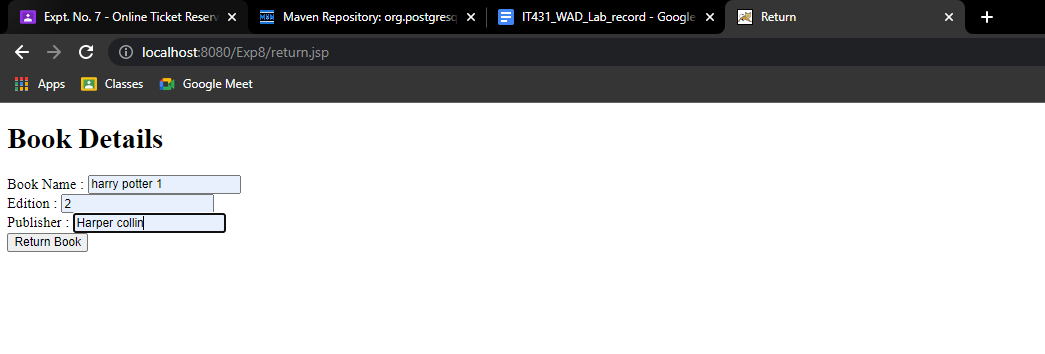 Expt. No. 7 - Online Ticket Reserv
Maven Repository: org.postgresq
IT431_WAD_Lab_record - Google
Return
localhost:8080/Exp8/return.jsp
Apps
Classes
Google Meet
Book Details
Book Name : harry potter 1
Edition : 2
Publisher : Harper collin
Return Book